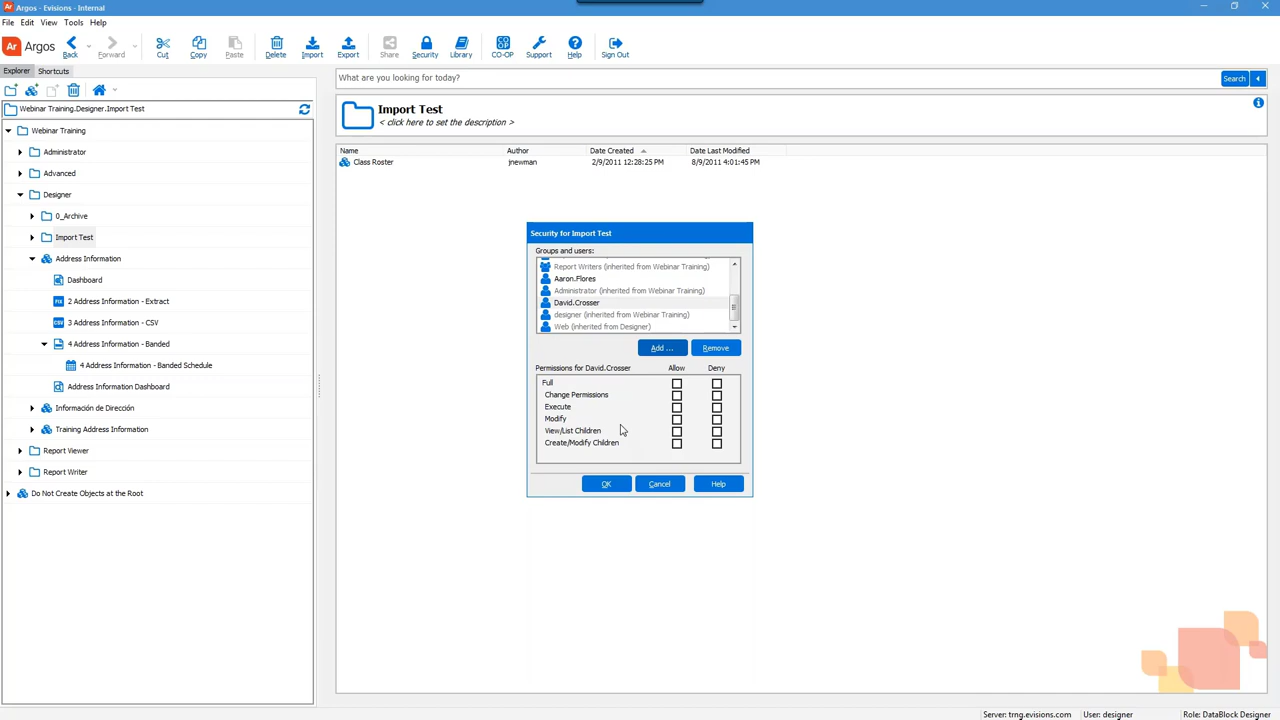 Argos - Evisions - Internal
File Edit View Tools Help
Ar Argos Back Forward Cut Copy Paste Delete Import Export Share Security Library CO-OP Support Help Sign Out
Explorer Shortcuts
What are you looking for today? Search
Webinar Training.Designer.Import Test
Import Test
< click here to set the description >
Webinar Training
Administrator
Advanced
Designer
0_Archive
Import Test
Address Information
Dashboard
2 Address Information - Extract
3 Address Information - CSV
4 Address Information - Banded
4 Address Information - Banded Schedule
Address Information Dashboard
Información de Dirección
Training Address Information
Report Viewer
Report Writer
Do Not Create Objects at the Root
Name Author Date Created Date Last Modified
Class Roster jnewman 2/9/2011 12:28:25 PM 8/9/2011 4:01:45 PM
Security for Import Test
Groups and users:
Report Writers (inherited from Webinar Training)
Aaron.Flores
Administrator (inherited from Webinar Training)
David.Crosser
designer (inherited from Webinar Training)
Web (inherited from Designer)
Add ... Remove
Permissions for David.Crosser Allow Deny
Full
Change Permissions
Execute
Modify
View/List Children
Create/Modify Children
OK Cancel Help
Server: trng.evisions.com User: designer Role: DataBlock Designer